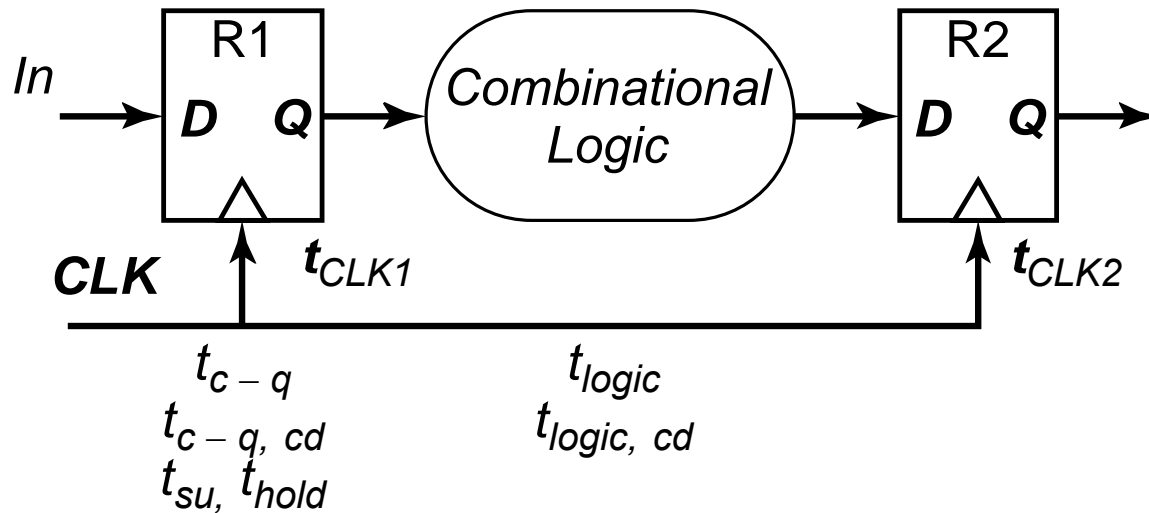 R1
R2
In
D Q
Combinational
Logic
D Q
CLK
t_CLK1
t_CLK2
t_c – q
t_logic
t_c – q, cd
t_logic, cd
t_su, t_hold